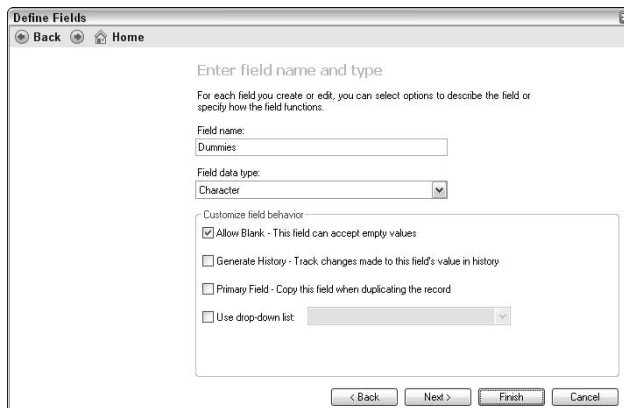 Define Fields
Back Home
Enter field name and type
For each field you create or edit, you can select options to describe the field or
specify how the field functions.
Field name:
Dummies
Field data type:
Character
Customize field behavior
Allow Blank - This field can accept empty values
Generate History - Track changes made to this field's value in history
Primary Field - Copy this field when duplicating the record
Use drop-down list:
< Back Next > Finish Cancel